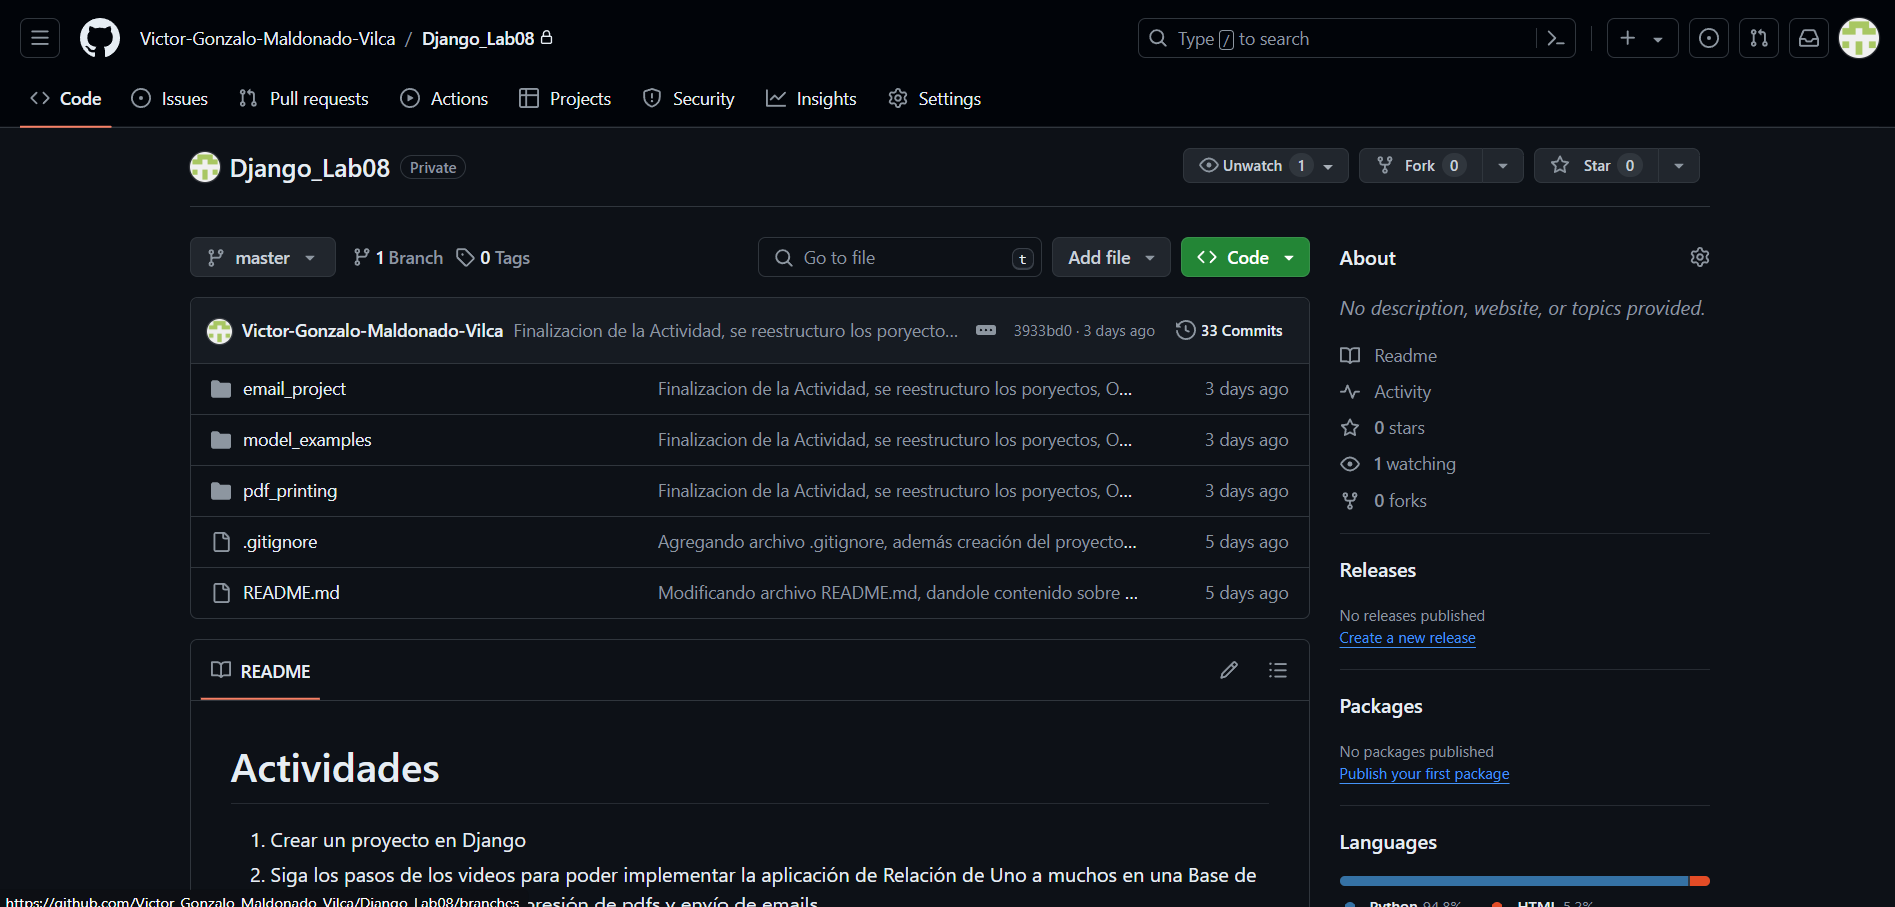 Victor-Gonzalo-Maldonado-Vilca / Django_Lab08
Type / to search
Code Issues Pull requests Actions Projects Security Insights Settings
Django_Lab08 Private
Unwatch 1 Fork 0 Star 0
master 1 Branch 0 Tags Go to file t Add file Code
Victor-Gonzalo-Maldonado-Vilca Finalizacion de la Actividad, se reestructuro los poryecto... 3933bd0 · 3 days ago 33 Commits
email_project Finalizacion de la Actividad, se reestructuro los poryectos, O... 3 days ago
model_examples Finalizacion de la Actividad, se reestructuro los poryectos, O... 3 days ago
pdf_printing Finalizacion de la Actividad, se reestructuro los poryectos, O... 3 days ago
.gitignore Agregando archivo .gitignore, además creación del proyecto... 5 days ago
README.md Modificando archivo README.md, dandole contenido sobre ... 5 days ago
README
Actividades
1. Crear un proyecto en Django
2. Siga los pasos de los videos para poder implementar la aplicación de Relación de Uno a muchos en una Base de
resión de pdfs y envío de emails
https://github.com/Victor-Gonzalo-Maldonado-Vilca/Django_Lab08/branches
About
No description, website, or topics provided.
Readme
Activity
0 stars
1 watching
0 forks
Releases
No releases published
Create a new release
Packages
No packages published
Publish your first package
Languages
Python 94.8% HTML 5.2%